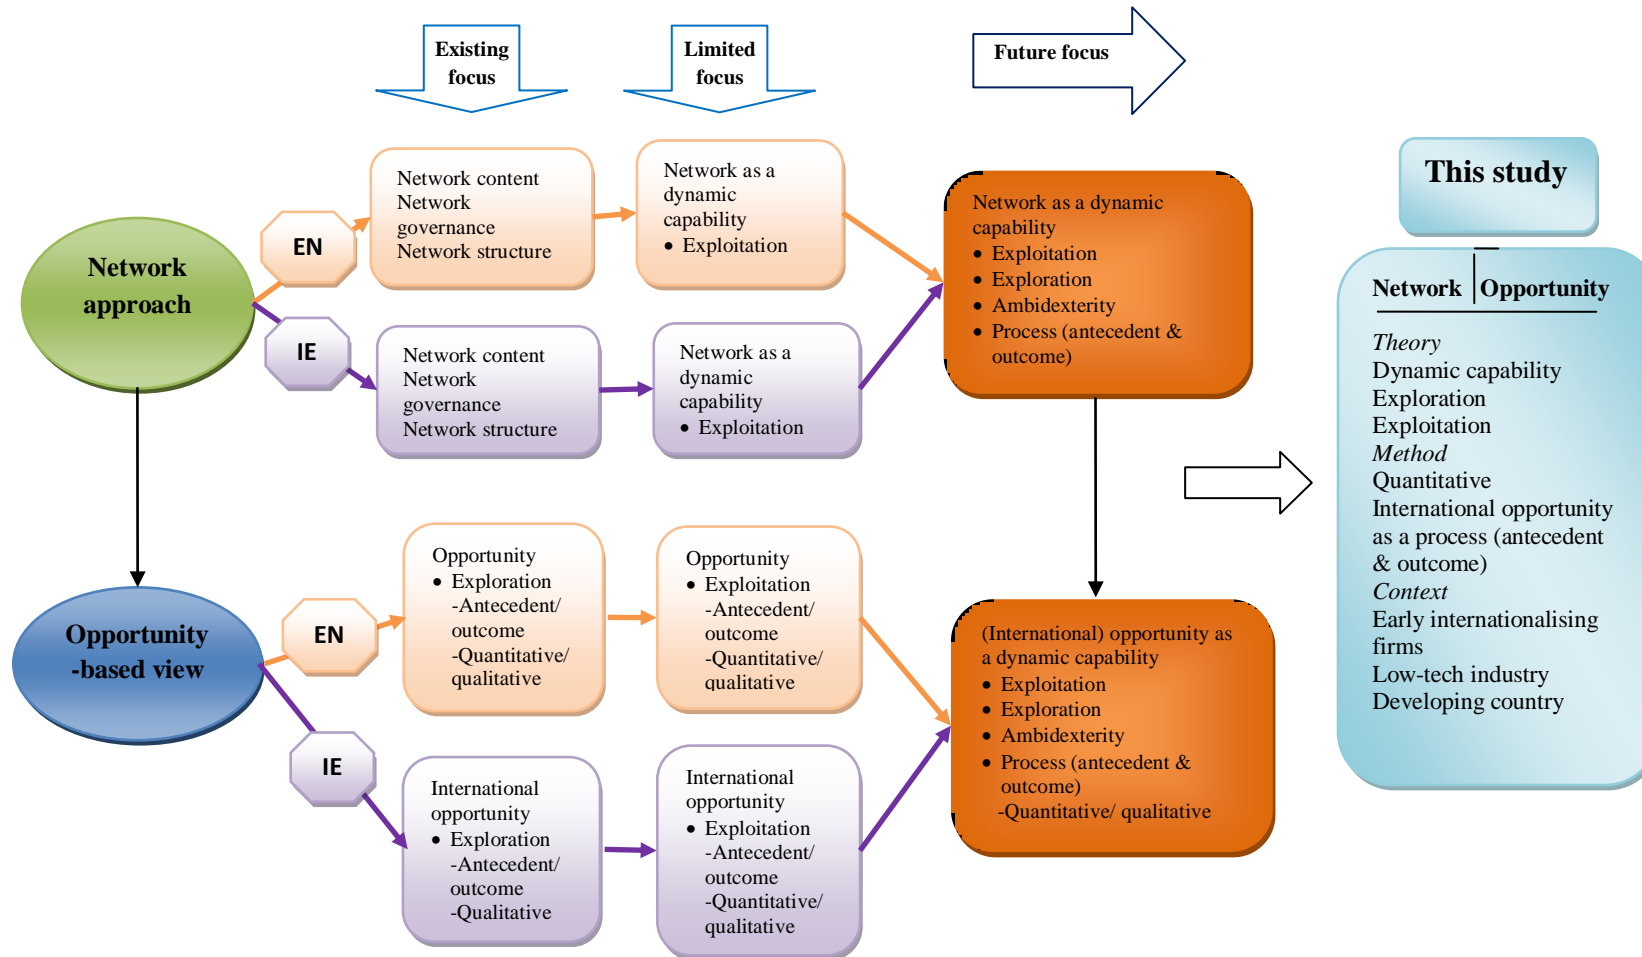 Existing
focus
Limited
focus
Future focus
Network
approach
EN
Network content
Network
governance
Network structure
Network as a
dynamic
capability
• Exploitation
IE
Network content
Network
governance
Network structure
Network as a
dynamic
capability
• Exploitation
Network as a dynamic
capability
• Exploitation
• Exploration
• Ambidexterity
• Process (antecedent &
outcome)
Opportunity
-based view
EN
Opportunity
• Exploration
-Antecedent/
outcome
-Quantitative/
qualitative
Opportunity
• Exploitation
-Antecedent/
outcome
-Quantitative/
qualitative
IE
International
opportunity
• Exploration
-Antecedent/
outcome
-Qualitative
International
opportunity
• Exploitation
-Antecedent/
outcome
-Quantitative/
qualitative
(International) opportunity as
a dynamic capability
• Exploitation
• Exploration
• Ambidexterity
• Process (antecedent &
outcome)
-Quantitative/ qualitative
This study
Network Opportunity
Theory
Dynamic capability
Exploration
Exploitation
Method
Quantitative
International opportunity
as a process (antecedent
& outcome)
Context
Early internationalising
firms
Low-tech industry
Developing country